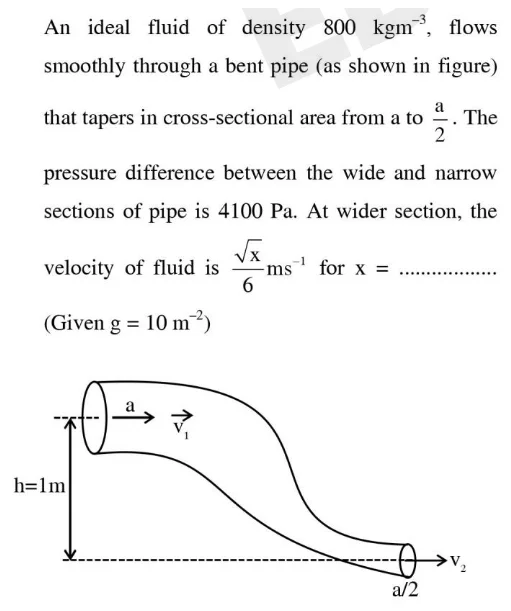 An ideal fluid of density 800 kgm⁻³, flows
smoothly through a bent pipe (as shown in figure)
that tapers in cross-sectional area from a to a/2. The
pressure difference between the wide and narrow
sections of pipe is 4100 Pa. At wider section, the
velocity of fluid is √x/6 ms⁻¹ for x = ..................
(Given g = 10 m⁻²)
a
v₁
h=1m
v₂
a/2